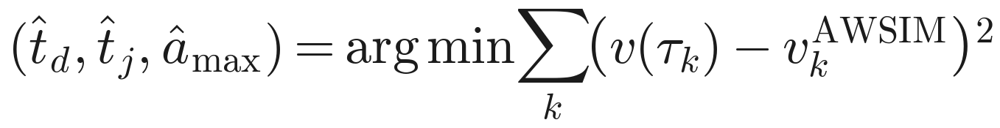 (t̂_d, t̂_j, â_max) = arg min ∑_k (v(τ_k) − v_k^AWSIM)^2